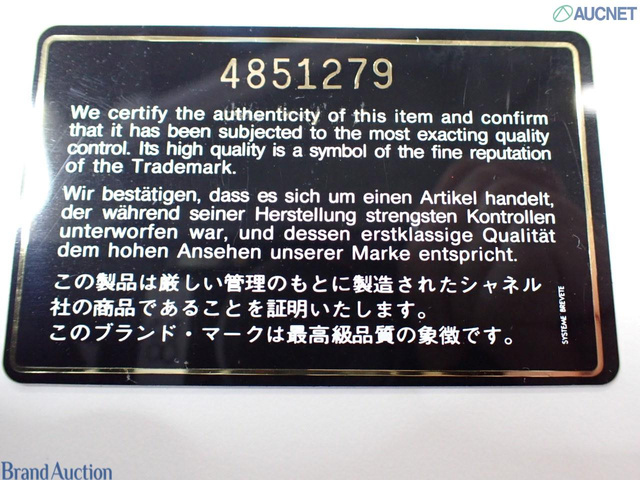 AUCNET
4851279
We certify the authenticity of this item and confirm
that it has been subjected to the most exacting quality
control. Its high quality is a symbol of the fine reputation
of the Trademark.
Wir bestätigen, dass es sich um einen Artikel handelt,
der während seiner Herstellung strengsten Kontrollen
unterworfen war, und dessen erstklassige Qualität
dem hohen Ansehen unserer Marke entspricht.
この製品は厳しい管理のもとに製造されたシャネル
社の商品であることを証明いたします。
このブランド・マークは最高級品質の象徴です。
SYSTEME BREVETE
Brand Auction